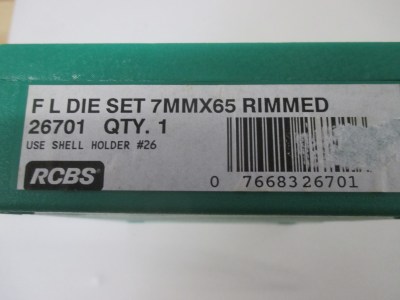 F L DIE SET 7MMX65 RIMMED
26701 QTY. 1
USE SHELL HOLDER #26
RCBS®
0 7668326701